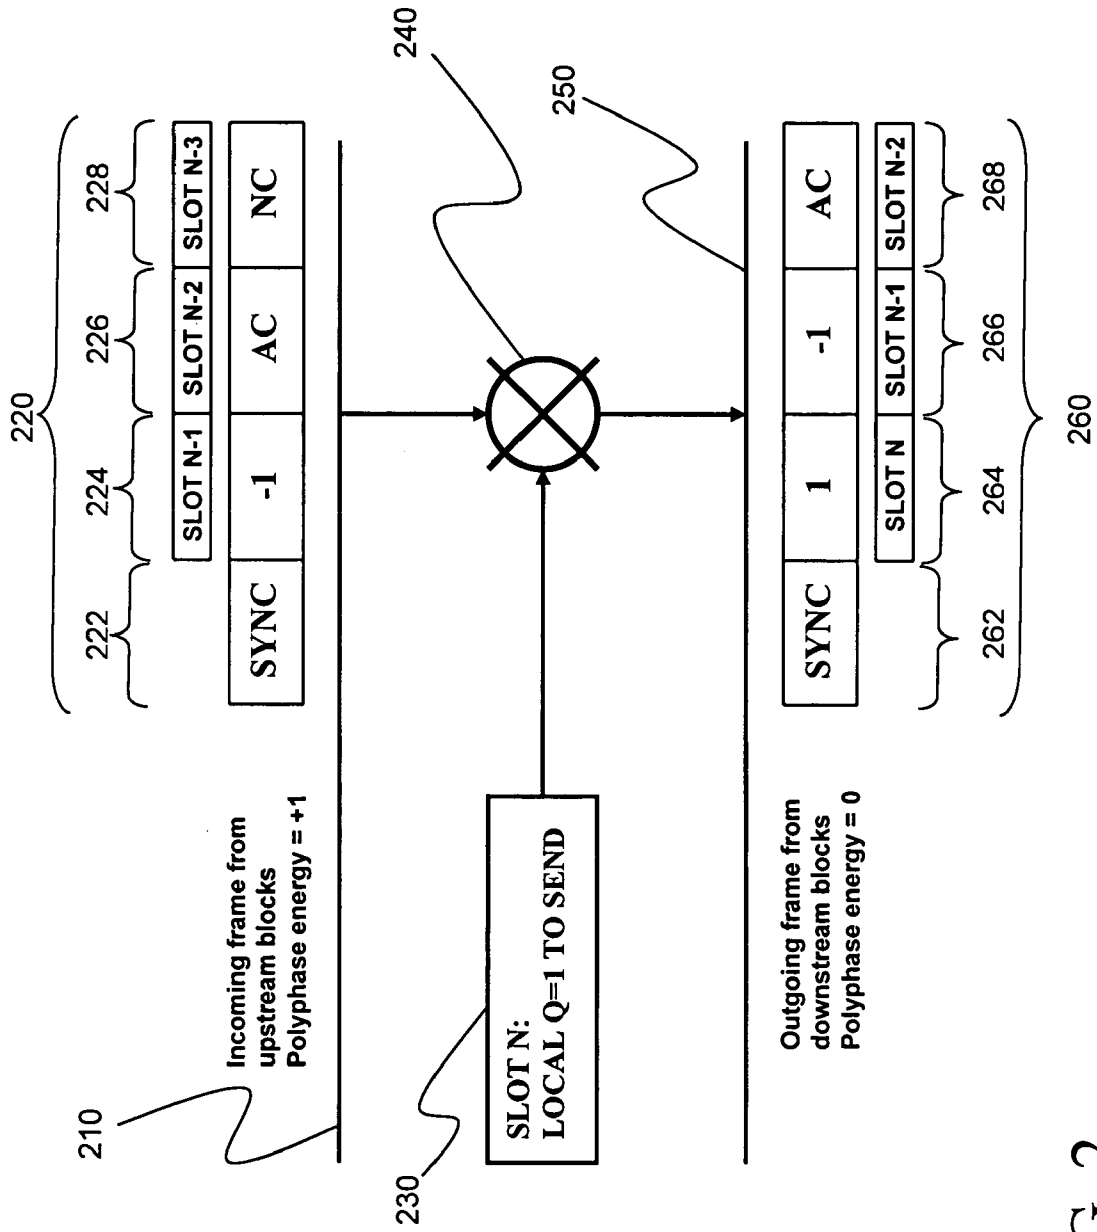 220
222 224 226 228
SLOT N-1 SLOT N-2 SLOT N-3
SYNC -1 AC NC
210
Incoming frame from
upstream blocks
Polyphase energy = +1
240
230
SLOT N:
LOCAL Q=1 TO SEND
250
Outgoing frame from
downstream blocks
Polyphase energy = 0
SYNC 1 -1 AC
SLOT N SLOT N-1 SLOT N-2
262 264 266 268
260